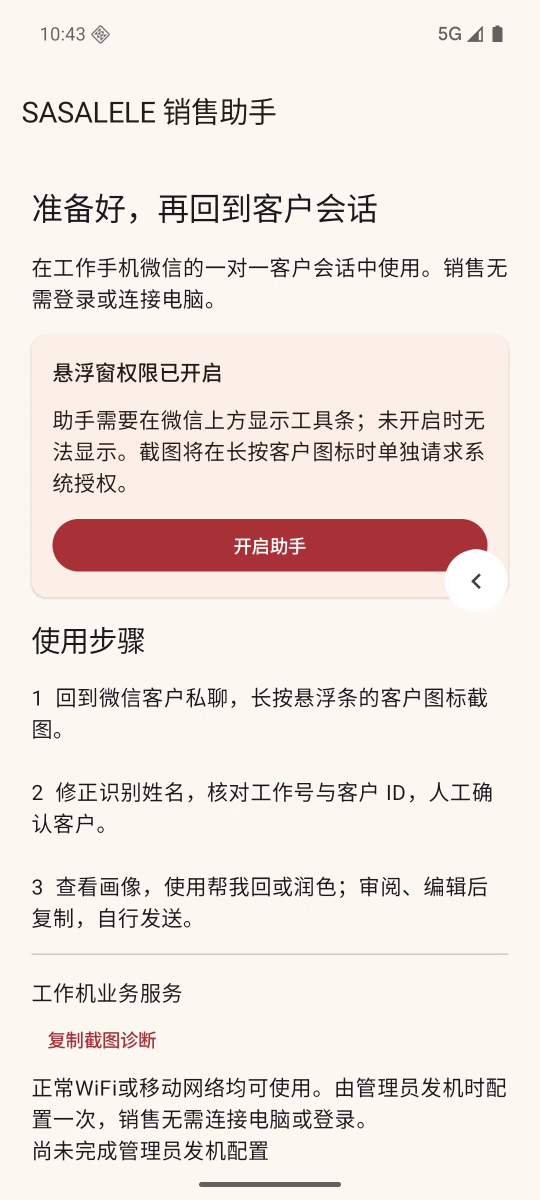 10:43
5G
SASALELE 销售助手
准备好，再回到客户会话
在工作手机微信的一对一客户会话中使用。销售无
需登录或连接电脑。
悬浮窗权限已开启
助手需要在微信上方显示工具条；未开启时无
法显示。截图将在长按客户图标时单独请求系
统授权。
开启助手
使用步骤
1 回到微信客户私聊，长按悬浮条的客户图标截
图。
2 修正识别姓名，核对工作号与客户 ID，人工确
认客户。
3 查看画像，使用帮我回或润色；审阅、编辑后
复制，自行发送。
工作机业务服务
复制截图诊断
正常WiFi或移动网络均可使用。由管理员发机时配
置一次，销售无需连接电脑或登录。
尚未完成管理员发机配置